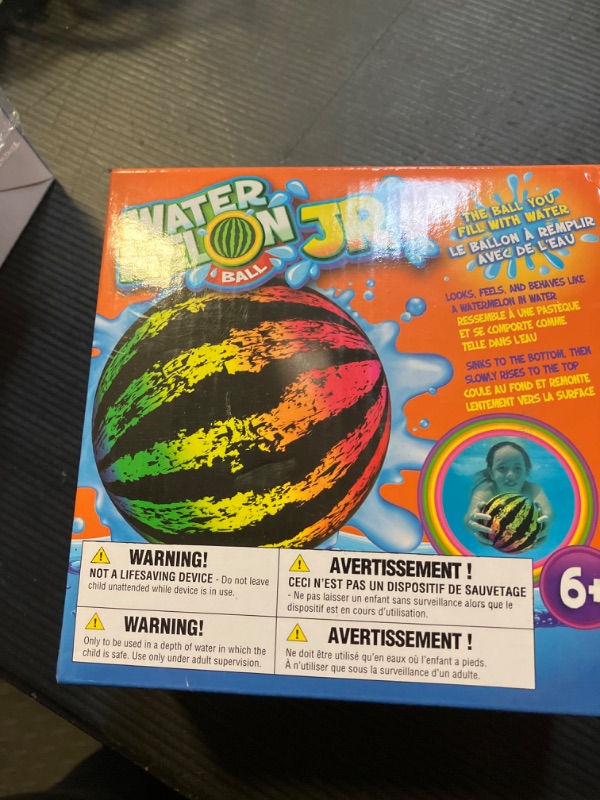 WATER
MELON
BALL
JR.
THE BALL YOU
FILL WITH WATER
LE BALLON À REMPLIR
AVEC DE L'EAU
LOOKS, FEELS, AND BEHAVES LIKE
A WATERMELON IN WATER
RESSEMBLE À UNE PASTÈQUE
ET SE COMPORTE COMME
TELLE DANS L'EAU
SINKS TO THE BOTTOM, THEN
SLOWLY RISES TO THE TOP
COULE AU FOND ET REMONTE
LENTEMENT VERS LA SURFACE
6+
WARNING!
NOT A LIFESAVING DEVICE - Do not leave
child unattended while device is in use.
AVERTISSEMENT !
CECI N'EST PAS UN DISPOSITIF DE SAUVETAGE
- Ne pas laisser un enfant sans surveillance alors que le
dispositif est en cours d'utilisation.
WARNING!
Only to be used in a depth of water in which the
child is safe. Use only under adult supervision.
AVERTISSEMENT !
Ne doit être utilisé qu'en eaux où l'enfant a pieds.
À n'utiliser que sous la surveillance d'un adulte.